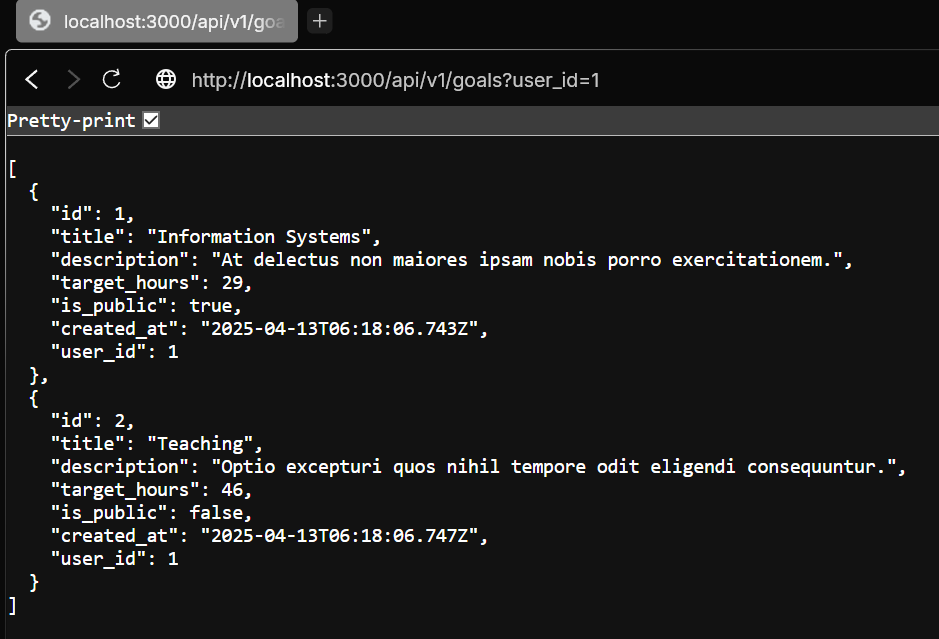 localhost:3000/api/v1/goa
http://localhost:3000/api/v1/goals?user_id=1
Pretty-print
[
  {
    "id": 1,
    "title": "Information Systems",
    "description": "At delectus non maiores ipsam nobis porro exercitationem.",
    "target_hours": 29,
    "is_public": true,
    "created_at": "2025-04-13T06:18:06.743Z",
    "user_id": 1
  },
  {
    "id": 2,
    "title": "Teaching",
    "description": "Optio excepturi quos nihil tempore odit eligendi consequuntur.",
    "target_hours": 46,
    "is_public": false,
    "created_at": "2025-04-13T06:18:06.747Z",
    "user_id": 1
  }
]